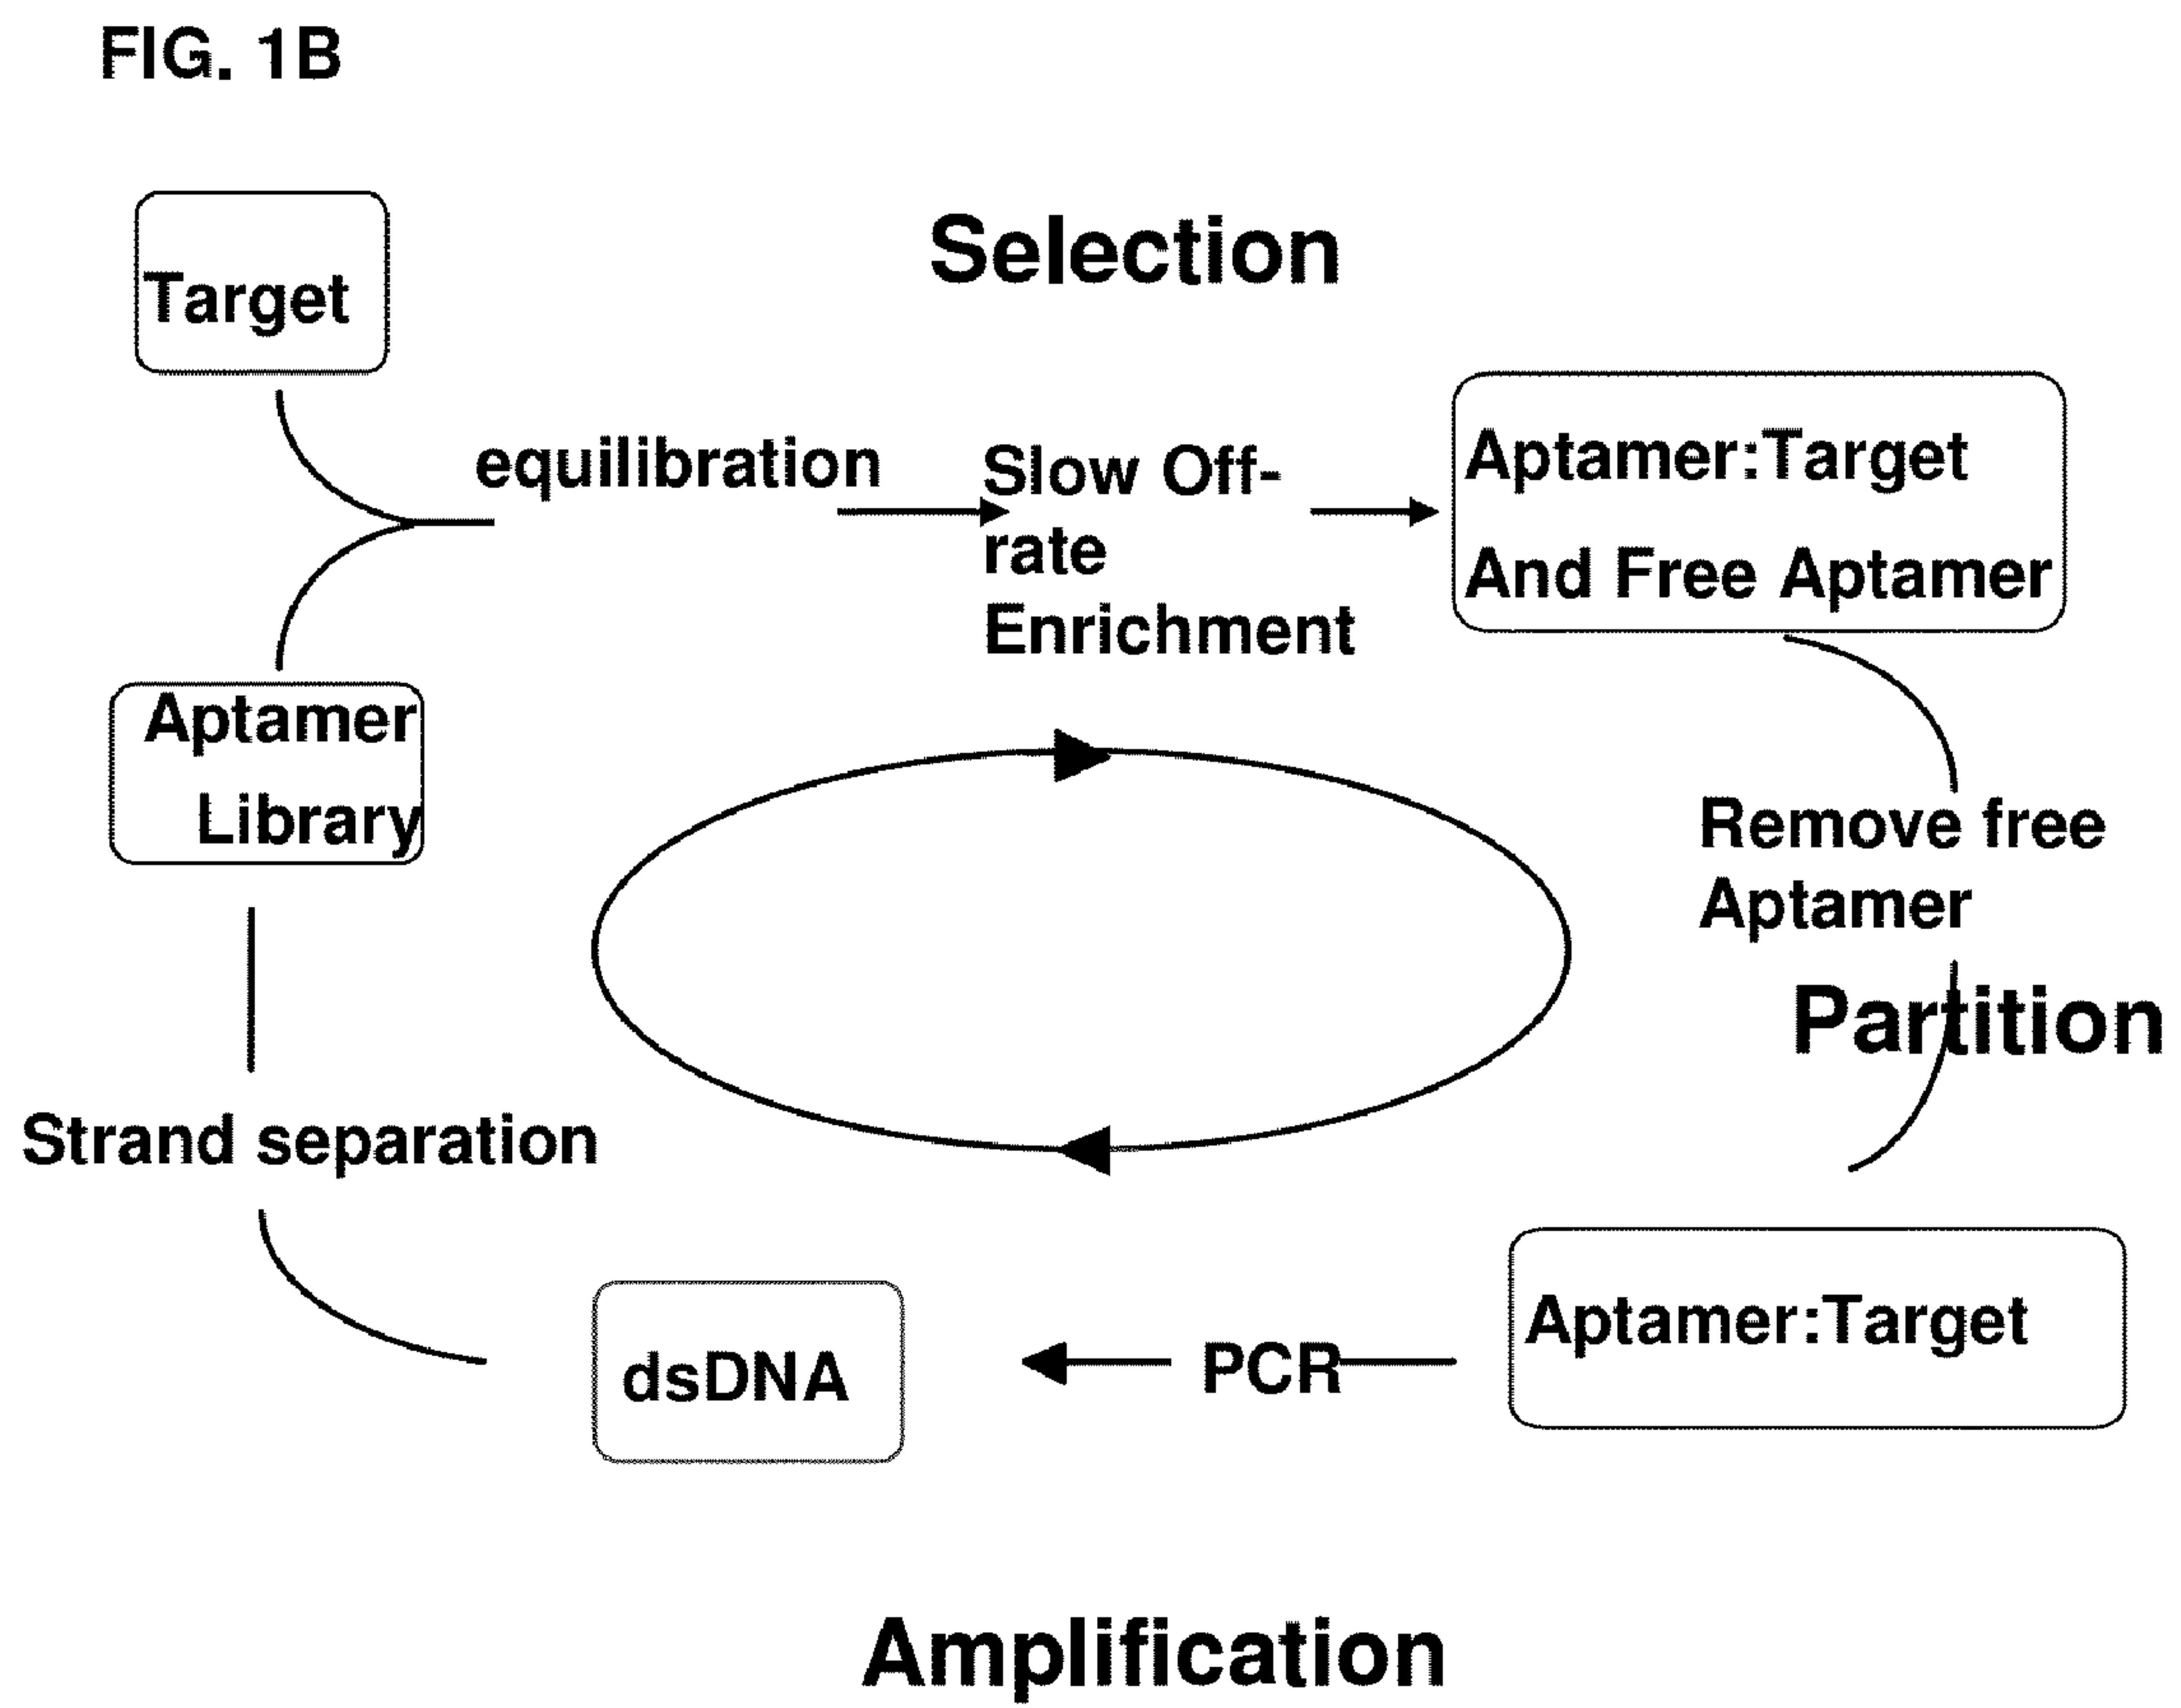 FIG. 1B
Selection
Target
equilibration
Slow Off-
rate
Enrichment
Aptamer:Target
And Free Aptamer
Aptamer
Library
Remove free
Aptamer
Partition
Strand separation
Aptamer:Target
PCR
dsDNA
Amplification